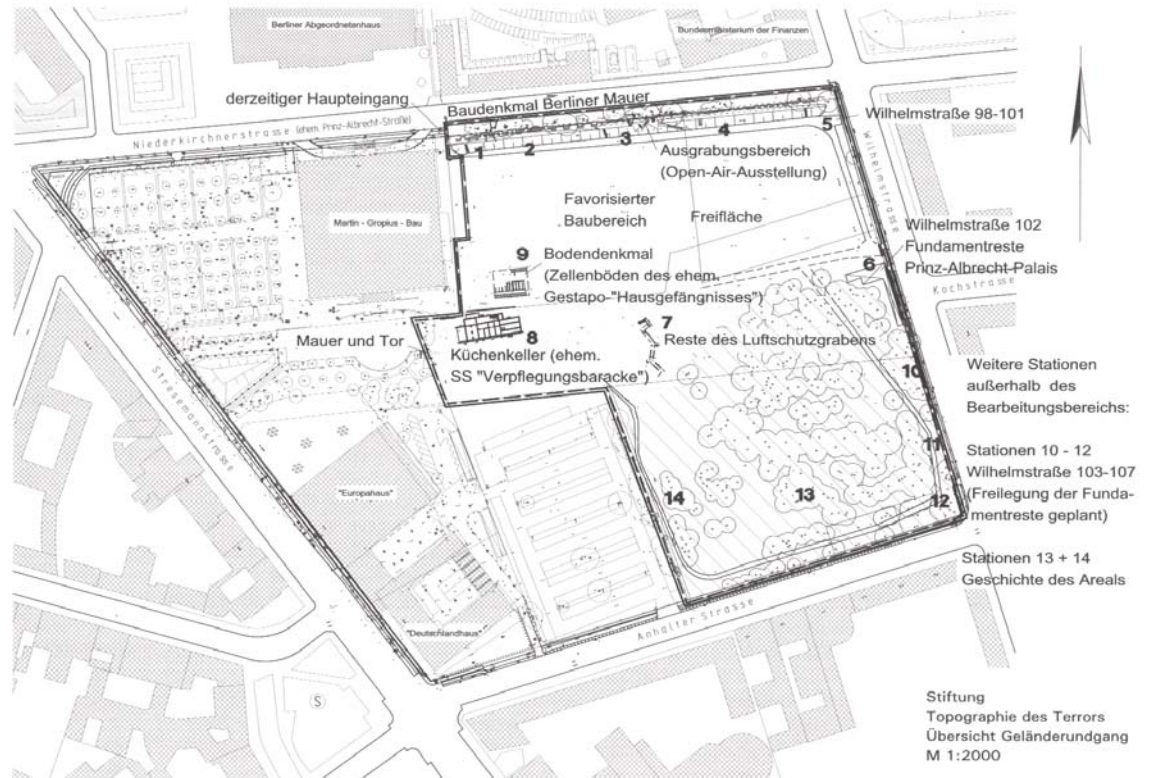 Berliner Abgeordnetenhaus
Bundesministerium der Finanzen
derzeitiger Haupteingang
Baudenkmal Berliner Mauer
Niederkirchnerstrasse (ehem. Prinz-Albrecht-Straße)
1
2
3
4
5
Wilhelmstraße 98-101
Ausgrabungsbereich
(Open-Air-Ausstellung)
Wilhelmstrasse
Martin - Gropius - Bau
Favorisierter
Baubereich
Freifläche
Wilhelmstraße 102
Fundamentreste
Prinz-Albrecht-Palais
6
Kochstrasse
9
Bodendenkmal
(Zellenböden des ehem.
Gestapo-"Hausgefängnisses")
Mauer und Tor
8
Küchenkeller (ehem.
SS "Verpflegungsbaracke")
7
Reste des Luftschutzgrabens
10
Weitere Stationen
außerhalb des
Bearbeitungsbereichs:
11
Stationen 10 - 12
Wilhelmstraße 103-107
(Freilegung der Funda-
mentreste geplant)
12
13
14
Stationen 13 + 14
Geschichte des Areals
Stresemannstrasse
"Europahaus"
"Deutschlandhaus"
Anhalter Strasse
S
Stiftung
Topographie des Terrors
Übersicht Geländerundgang
M 1:2000